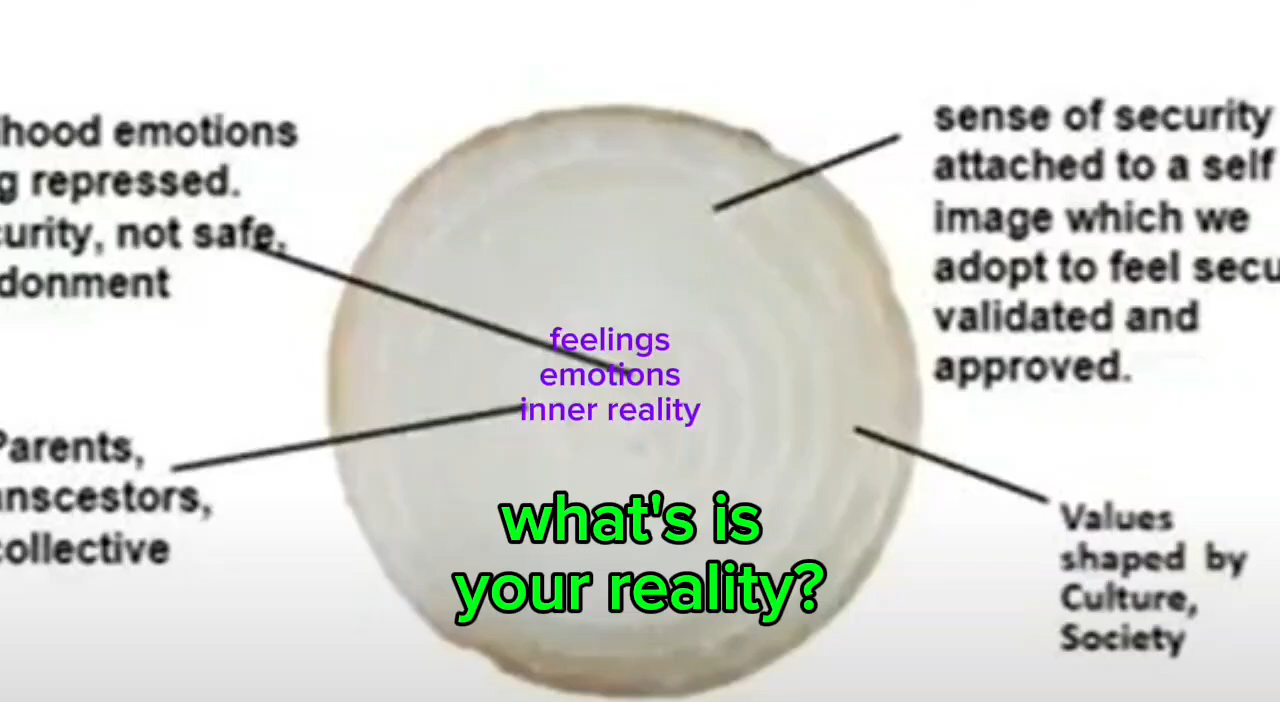 hood emotions
g repressed.
urity, not safe,
donment
Parents,
anscestors,
collective
feelings
emotions
inner reality
what's is
your reality?
sense of security
attached to a self
image which we
adopt to feel secu
validated and
approved.
Values
shaped by
Culture,
Society